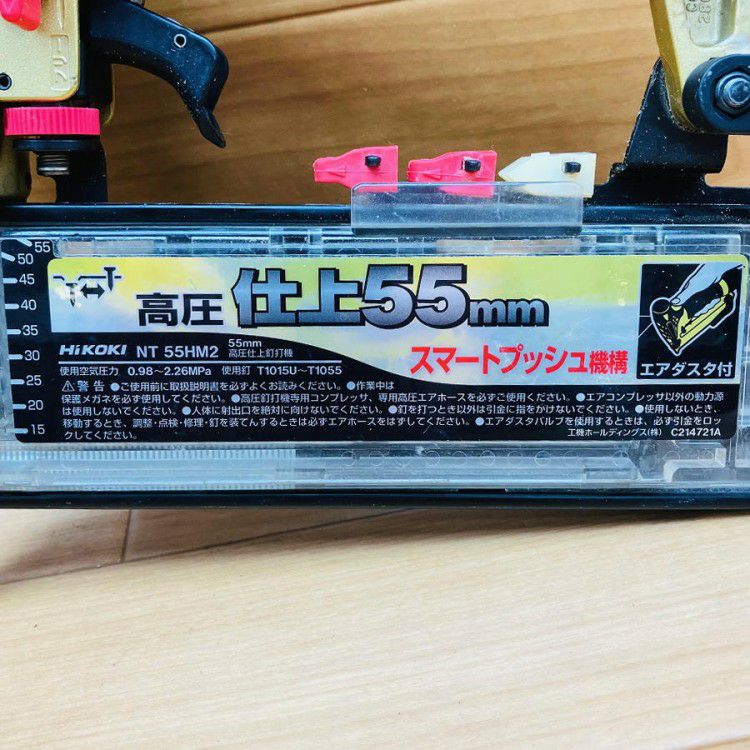 55
50
45
40
35
30
25
20
15
高圧 仕上55mm
HiKOKI NT 55HM2 55mm
高圧仕上釘打機
スマートプッシュ機構
エアダスタ付
使用空気圧力 0.98～2.26MPa 使用釘 T1015U～T1055
⚠警告 ●ご使用前に取扱説明書を必ずよくお読みください。●作業中は
保護メガネを必ず使用してください。●高圧釘打機専用コンプレッサ、専用高圧エアホースを必ずご使用ください。●エアコンプレッサ以外の動力源
は使用しないでください。●人体に射出口を絶対に向けないでください。●釘を打つとき以外は引金に指をかけないでください。●使用しないとき、
移動するとき、調整・点検・修理・釘を装てんするときは必ずエアホースをはずしてください。●エアダスタバルブを使用するときは、必ず引金をロッ
クしてください。
工機ホールディングス(株) C214721A